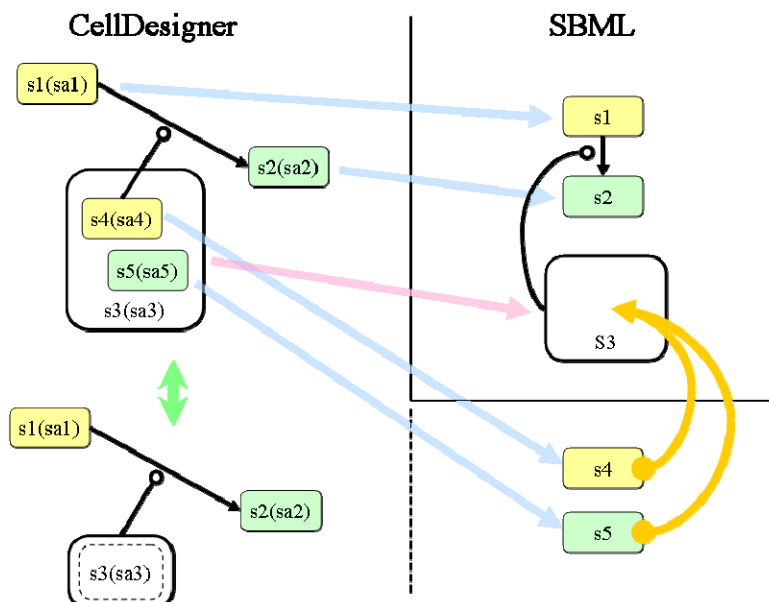 CellDesigner
SBML
s1(sa1)
s2(sa2)
s4(sa4)
s5(sa5)
s3(sa3)
s1
s2
S3
s1(sa1)
s2(sa2)
s3(sa3)
s4
s5